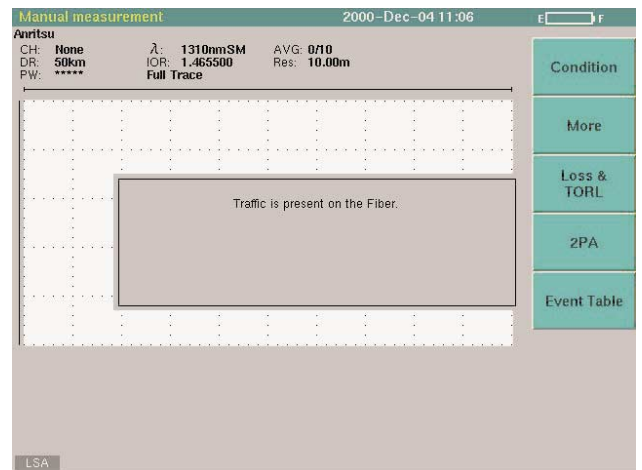 Manual measurement 2000-Dec-04 11:06 E F
Anritsu
CH: None λ: 1310nmSM AVG: 0/10
DR: 50km IOR: 1.465500 Res: 10.00m
PW: ***** Full Trace
Condition
More
Loss &
TORL
2PA
Event Table
Traffic is present on the Fiber.
LSA